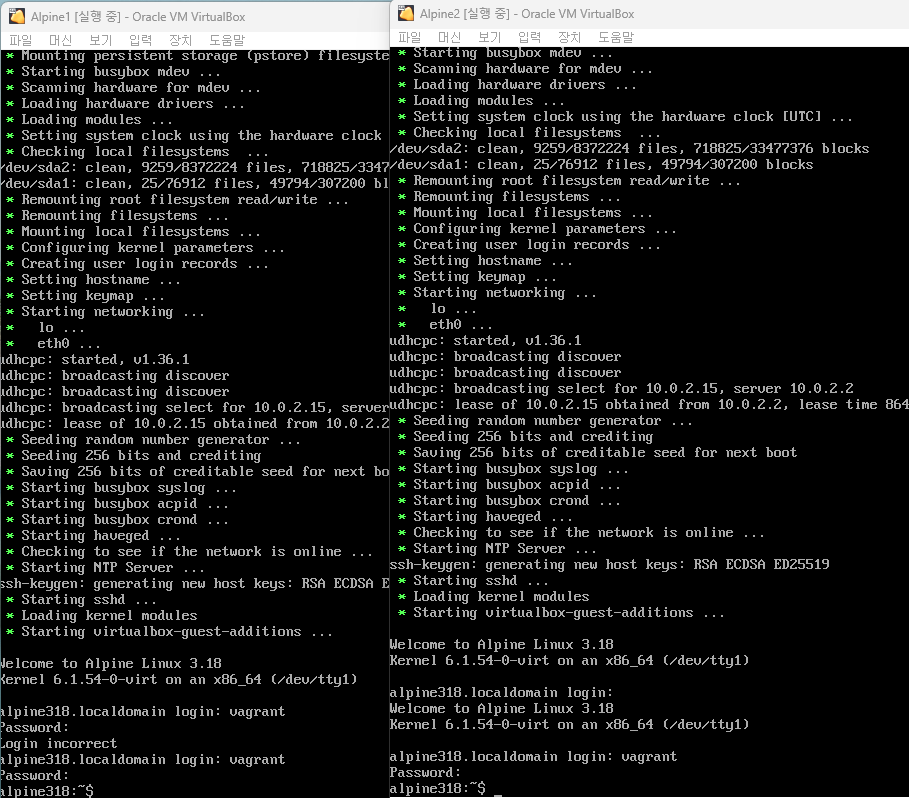 Alpine1 [실행 중] - Oracle VM VirtualBox
파일 머신 보기 입력 장치 도움말
* Mounting persistent storage (pstore) filesyste
* Starting busybox mdev ...
* Scanning hardware for mdev ...
* Loading hardware drivers ...
* Loading modules ...
* Setting system clock using the hardware clock
* Checking local filesystems  ...
/dev/sda2: clean, 9259/8372224 files, 718825/3347
/dev/sda1: clean, 25/76912 files, 49794/307200 bl
* Remounting root filesystem read/write ...
* Remounting filesystems ...
* Mounting local filesystems ...
* Configuring kernel parameters ...
* Creating user login records ...
* Setting hostname ...
* Setting keymap ...
* Starting networking ...
*   lo ...
*   eth0 ...
udhcpc: started, v1.36.1
udhcpc: broadcasting discover
udhcpc: broadcasting discover
udhcpc: broadcasting select for 10.0.2.15, server
udhcpc: lease of 10.0.2.15 obtained from 10.0.2.2
* Seeding random number generator ...
* Seeding 256 bits and crediting
* Saving 256 bits of creditable seed for next bo
* Starting busybox syslog ...
* Starting busybox acpid ...
* Starting busybox crond ...
* Starting haveged ...
* Checking to see if the network is online ...
* Starting NTP Server ...
ssh-keygen: generating new host keys: RSA ECDSA E
* Starting sshd ...
* Loading kernel modules
* Starting virtualbox-guest-additions ...
Welcome to Alpine Linux 3.18
Kernel 6.1.54-0-virt on an x86_64 (/dev/tty1)
alpine318.localdomain login: vagrant
Password:
Login incorrect
alpine318.localdomain login: vagrant
Password:
alpine318:~$
Alpine2 [실행 중] - Oracle VM VirtualBox
파일 머신 보기 입력 장치 도움말
* Starting busybox mdev ...
* Scanning hardware for mdev ...
* Loading hardware drivers ...
* Loading modules ...
* Setting system clock using the hardware clock [UTC] ...
* Checking local filesystems  ...
/dev/sda2: clean, 9259/8372224 files, 718825/33477376 blocks
/dev/sda1: clean, 25/76912 files, 49794/307200 blocks
* Remounting root filesystem read/write ...
* Remounting filesystems ...
* Mounting local filesystems ...
* Configuring kernel parameters ...
* Creating user login records ...
* Setting hostname ...
* Setting keymap ...
* Starting networking ...
*   lo ...
*   eth0 ...
udhcpc: started, v1.36.1
udhcpc: broadcasting discover
udhcpc: broadcasting discover
udhcpc: broadcasting select for 10.0.2.15, server 10.0.2.2
udhcpc: lease of 10.0.2.15 obtained from 10.0.2.2, lease time 864
* Seeding random number generator ...
* Seeding 256 bits and crediting
* Saving 256 bits of creditable seed for next boot
* Starting busybox syslog ...
* Starting busybox acpid ...
* Starting busybox crond ...
* Starting haveged ...
* Checking to see if the network is online ...
* Starting NTP Server ...
ssh-keygen: generating new host keys: RSA ECDSA ED25519
* Starting sshd ...
* Loading kernel modules
* Starting virtualbox-guest-additions ...
Welcome to Alpine Linux 3.18
Kernel 6.1.54-0-virt on an x86_64 (/dev/tty1)
alpine318.localdomain login:
Welcome to Alpine Linux 3.18
Kernel 6.1.54-0-virt on an x86_64 (/dev/tty1)
alpine318.localdomain login: vagrant
Password:
alpine318:~$ _